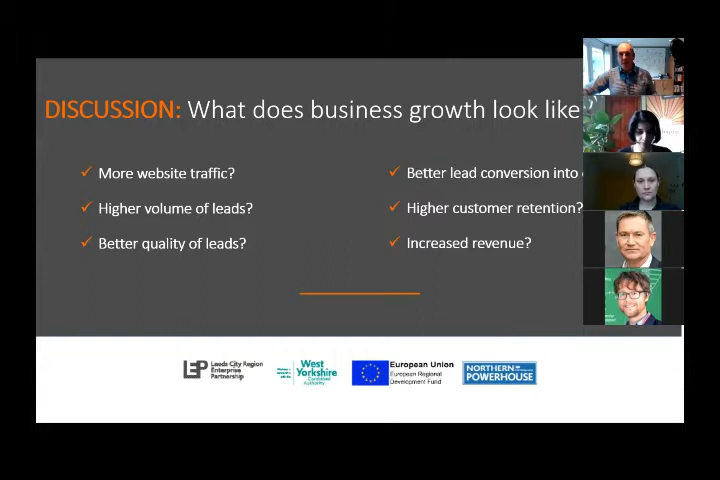 DISCUSSION: What does business growth look like
More website traffic?
Higher volume of leads?
Better quality of leads?
Better lead conversion into
Higher customer retention?
Increased revenue?
LEP
Leeds City Region
Enterprise
Partnership
West
Yorkshire
Combined
Authority
European Union
European Regional
Development Fund
NORTHERN
POWERHOUSE